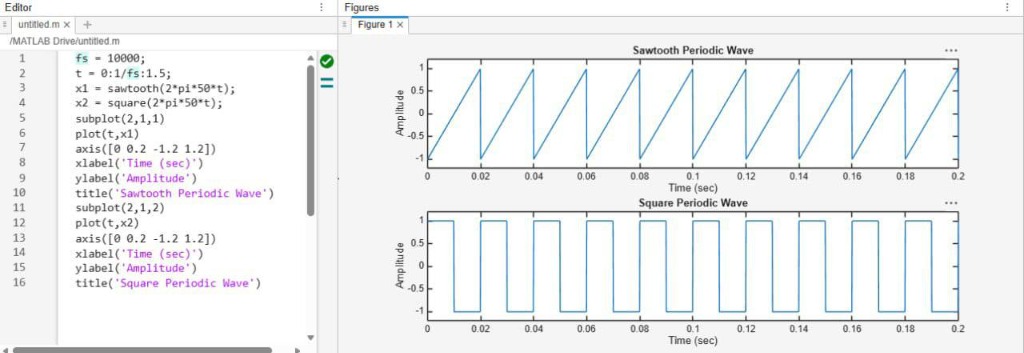 Editor
untitled.m × +
/MATLAB Drive/untitled.m
1 fs = 10000;
2 t = 0:1/fs:1.5;
3 x1 = sawtooth(2*pi*50*t);
4 x2 = square(2*pi*50*t);
5 subplot(2,1,1)
6 plot(t,x1)
7 axis([0 0.2 -1.2 1.2])
8 xlabel('Time (sec)')
9 ylabel('Amplitude')
10 title('Sawtooth Periodic Wave')
11 subplot(2,1,2)
12 plot(t,x2)
13 axis([0 0.2 -1.2 1.2])
14 xlabel('Time (sec)')
15 ylabel('Amplitude')
16 title('Square Periodic Wave')
Figures
Figure 1 ×
Sawtooth Periodic Wave
Amplitude
1
0.5
0
-0.5
-1
0 0.02 0.04 0.06 0.08 0.1 0.12 0.14 0.16 0.18 0.2
Time (sec)
Square Periodic Wave
Amplitude
1
0.5
0
-0.5
-1
0 0.02 0.04 0.06 0.08 0.1 0.12 0.14 0.16 0.18 0.2
Time (sec)